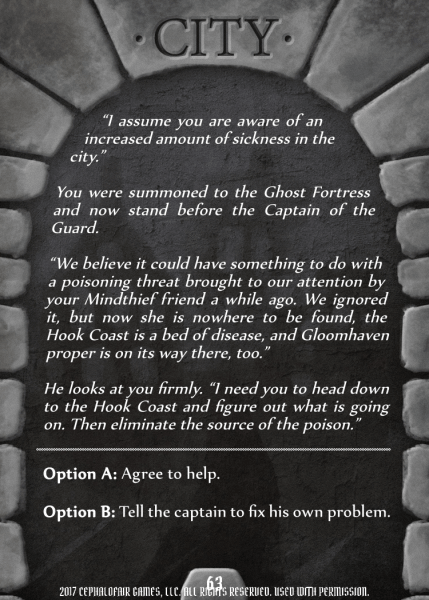 ·CITY·
“I assume you are aware of an
increased amount of sickness in the
city.”
You were summoned to the Ghost Fortress
and now stand before the Captain of the
Guard.
“We believe it could have something to do with
a poisoning threat brought to our attention by
your Mindthief friend a while ago. We ignored
it, but now she is nowhere to be found, the
Hook Coast is a bed of disease, and Gloomhaven
proper is on its way there, too.”
He looks at you firmly. “I need you to head down
to the Hook Coast and figure out what is going
on. Then eliminate the source of the poison.”
Option A: Agree to help.
Option B: Tell the captain to fix his own problem.
63
2017 CEPHALOFAIR GAMES, LLC. ALL RIGHTS RESERVED. USED WITH PERMISSION.